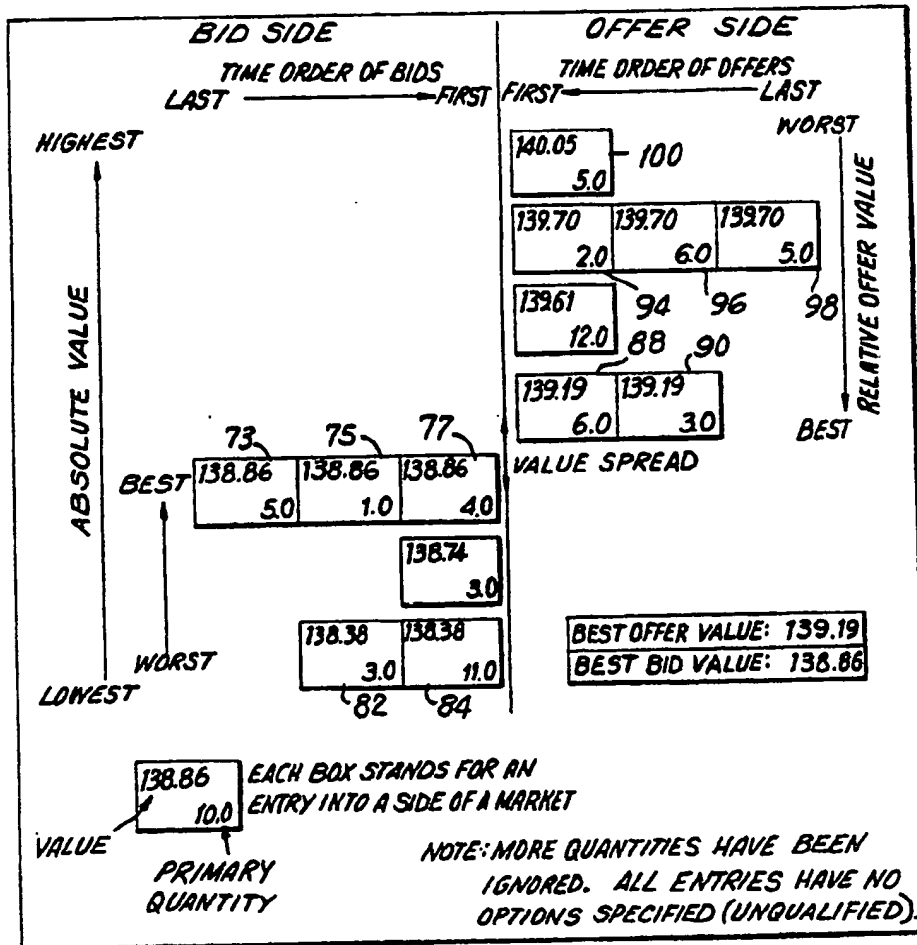 BID SIDE
OFFER SIDE
TIME ORDER OF BIDS
LAST FIRST
TIME ORDER OF OFFERS
FIRST LAST
HIGHEST
ABSOLUTE VALUE
LOWEST
WORST
RELATIVE OFFER VALUE
BEST
140.05
5.0
100
139.70 139.70 139.70
2.0 6.0 5.0
94 96 98
139.61
12.0
88 90
139.19 139.19
6.0 3.0
VALUE SPREAD
73 75 77
BEST
138.86 138.86 138.86
5.0 1.0 4.0
138.74
3.0
WORST
138.38 138.38
3.0 11.0
82 84
BEST OFFER VALUE: 139.19
BEST BID VALUE: 138.86
138.86
10.0
VALUE
PRIMARY
QUANTITY
EACH BOX STANDS FOR AN
ENTRY INTO A SIDE OF A MARKET
NOTE: MORE QUANTITIES HAVE BEEN
IGNORED. ALL ENTRIES HAVE NO
OPTIONS SPECIFIED (UNQUALIFIED).